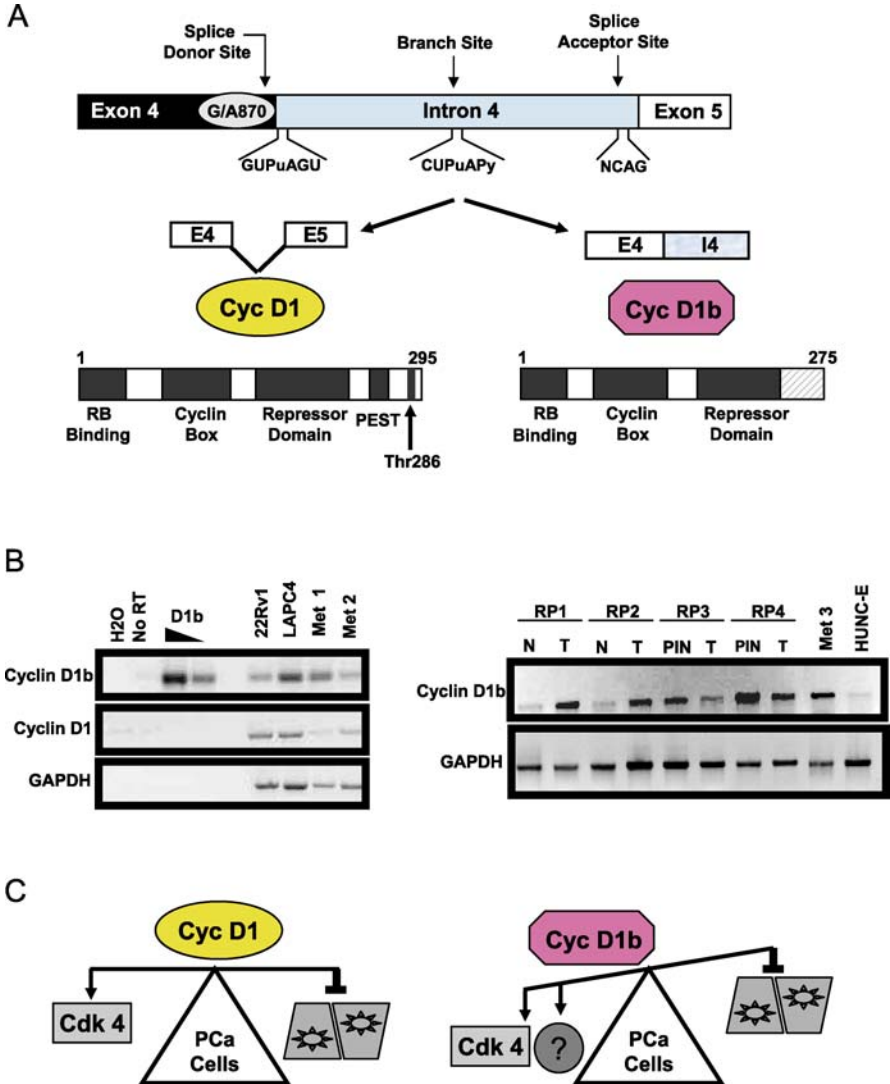 A
Splice
Donor Site
Branch Site
Splice
Acceptor Site
Exon 4
G/A870
Intron 4
Exon 5
GUPuAGU
CUPuAPy
NCAG
E4
E5
E4
I4
Cyc D1
Cyc D1b
1
295
1
275
RB
Binding
Cyclin
Box
Repressor
Domain
PEST
Thr286
RB
Binding
Cyclin
Box
Repressor
Domain
B
H2O
No RT
D1b
22Rv1
LAPC4
Met 1
Met 2
Cyclin D1b
Cyclin D1
GAPDH
RP1
RP2
RP3
RP4
Met 3
HUNC-E
N
T
N
T
PIN
T
PIN
T
Cyclin D1b
GAPDH
C
Cyc D1
Cdk 4
PCa
Cells
Cyc D1b
Cdk 4
?
PCa
Cells